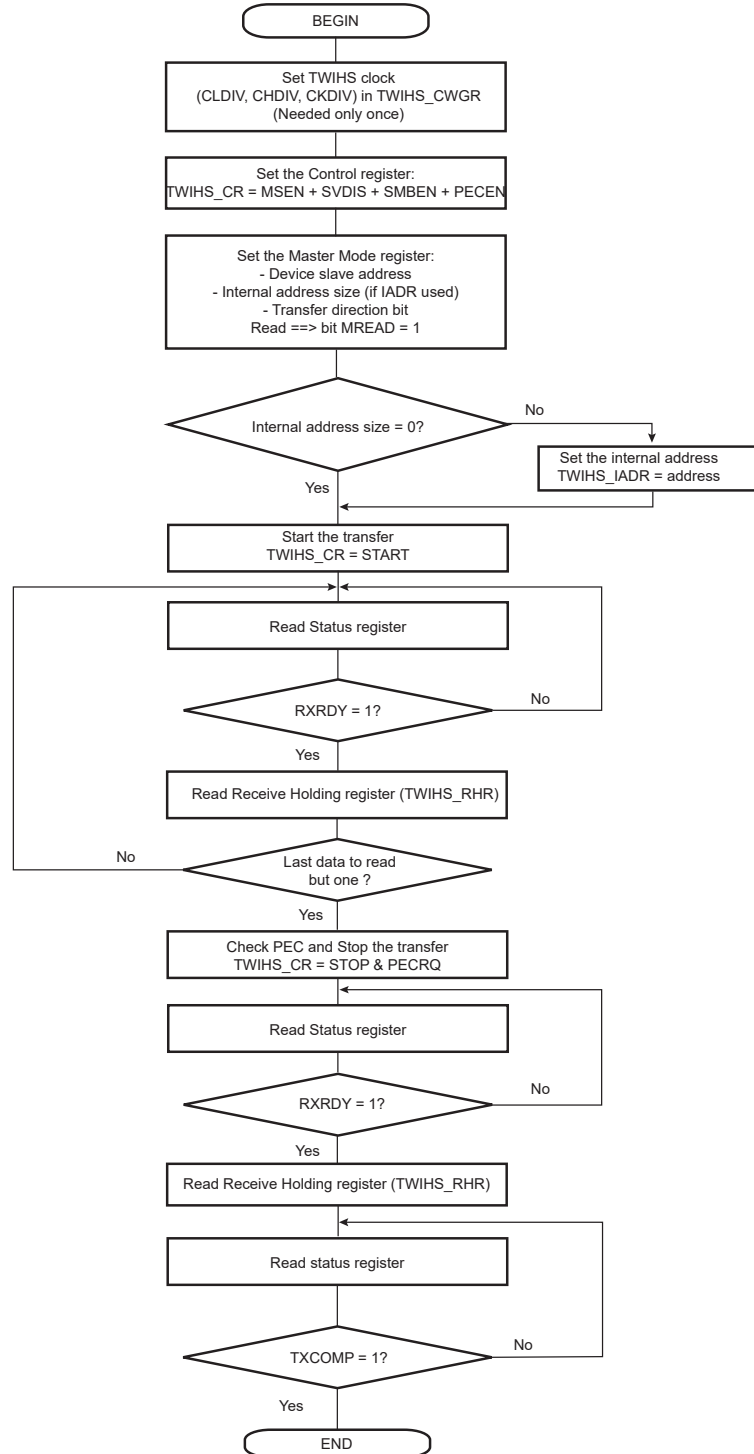 BEGIN
Set TWIHS clock
(CLDIV, CHDIV, CKDIV) in TWIHS_CWGR
(Needed only once)
Set the Control register:
TWIHS_CR = MSEN + SVDIS + SMBEN + PECEN
Set the Master Mode register:
- Device slave address
- Internal address size (if IADR used)
- Transfer direction bit
Read ==> bit MREAD = 1
Internal address size = 0?
No
Set the internal address
TWIHS_IADR = address
Yes
Start the transfer
TWIHS_CR = START
Read Status register
RXRDY = 1?
No
Yes
Read Receive Holding register (TWIHS_RHR)
Last data to read
but one ?
No
Yes
Check PEC and Stop the transfer
TWIHS_CR = STOP & PECRQ
Read Status register
RXRDY = 1?
No
Yes
Read Receive Holding register (TWIHS_RHR)
Read status register
TXCOMP = 1?
No
Yes
END